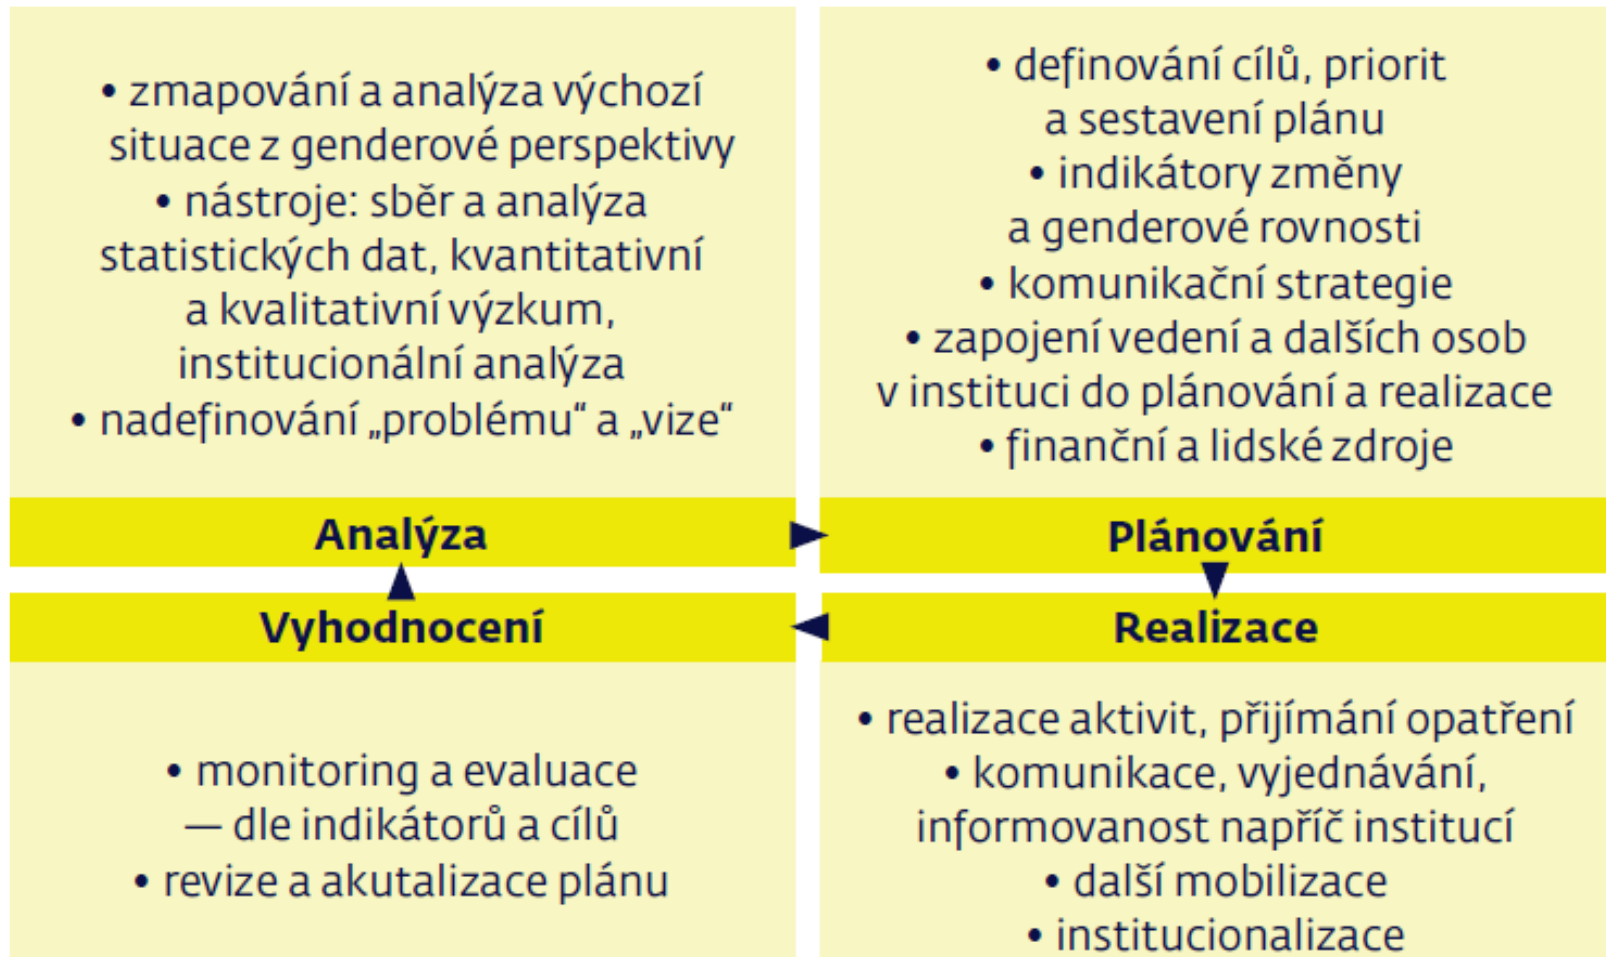 • zmapování a analýza výchozí
situace z genderové perspektivy
• nástroje: sběr a analýza
statistických dat, kvantitativní
a kvalitativní výzkum,
institucionální analýza
• nadefinování „problému“ a „vize“
Analýza
• definování cílů, priorit
a sestavení plánu
• indikátory změny
a genderové rovnosti
• komunikační strategie
• zapojení vedení a dalších osob
v instituci do plánování a realizace
• finanční a lidské zdroje
Plánování
Vyhodnocení
• monitoring a evaluace
— dle indikátorů a cílů
• revize a akutalizace plánu
Realizace
• realizace aktivit, přijímání opatření
• komunikace, vyjednávání,
informovanost napříč institucí
• další mobilizace
• institucionalizace